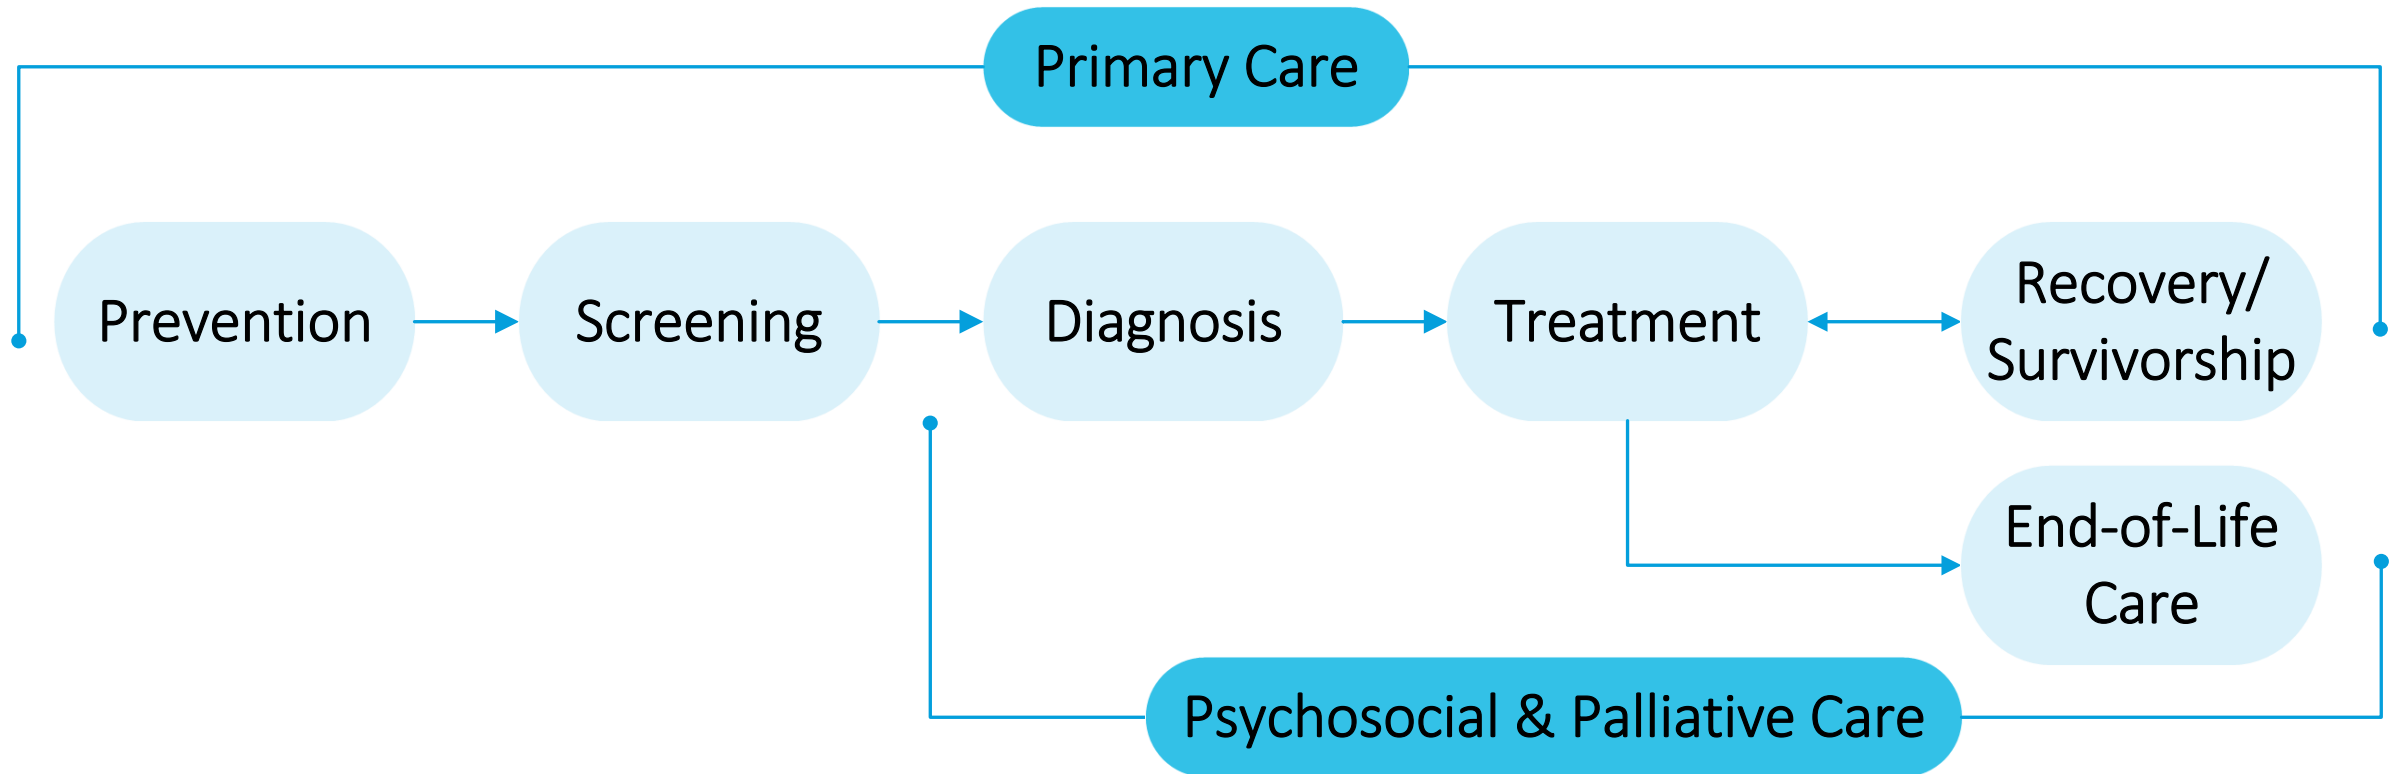 Primary Care
Prevention
Screening
Diagnosis
Treatment
Recovery/
Survivorship
End-of-Life
Care
Psychosocial & Palliative Care